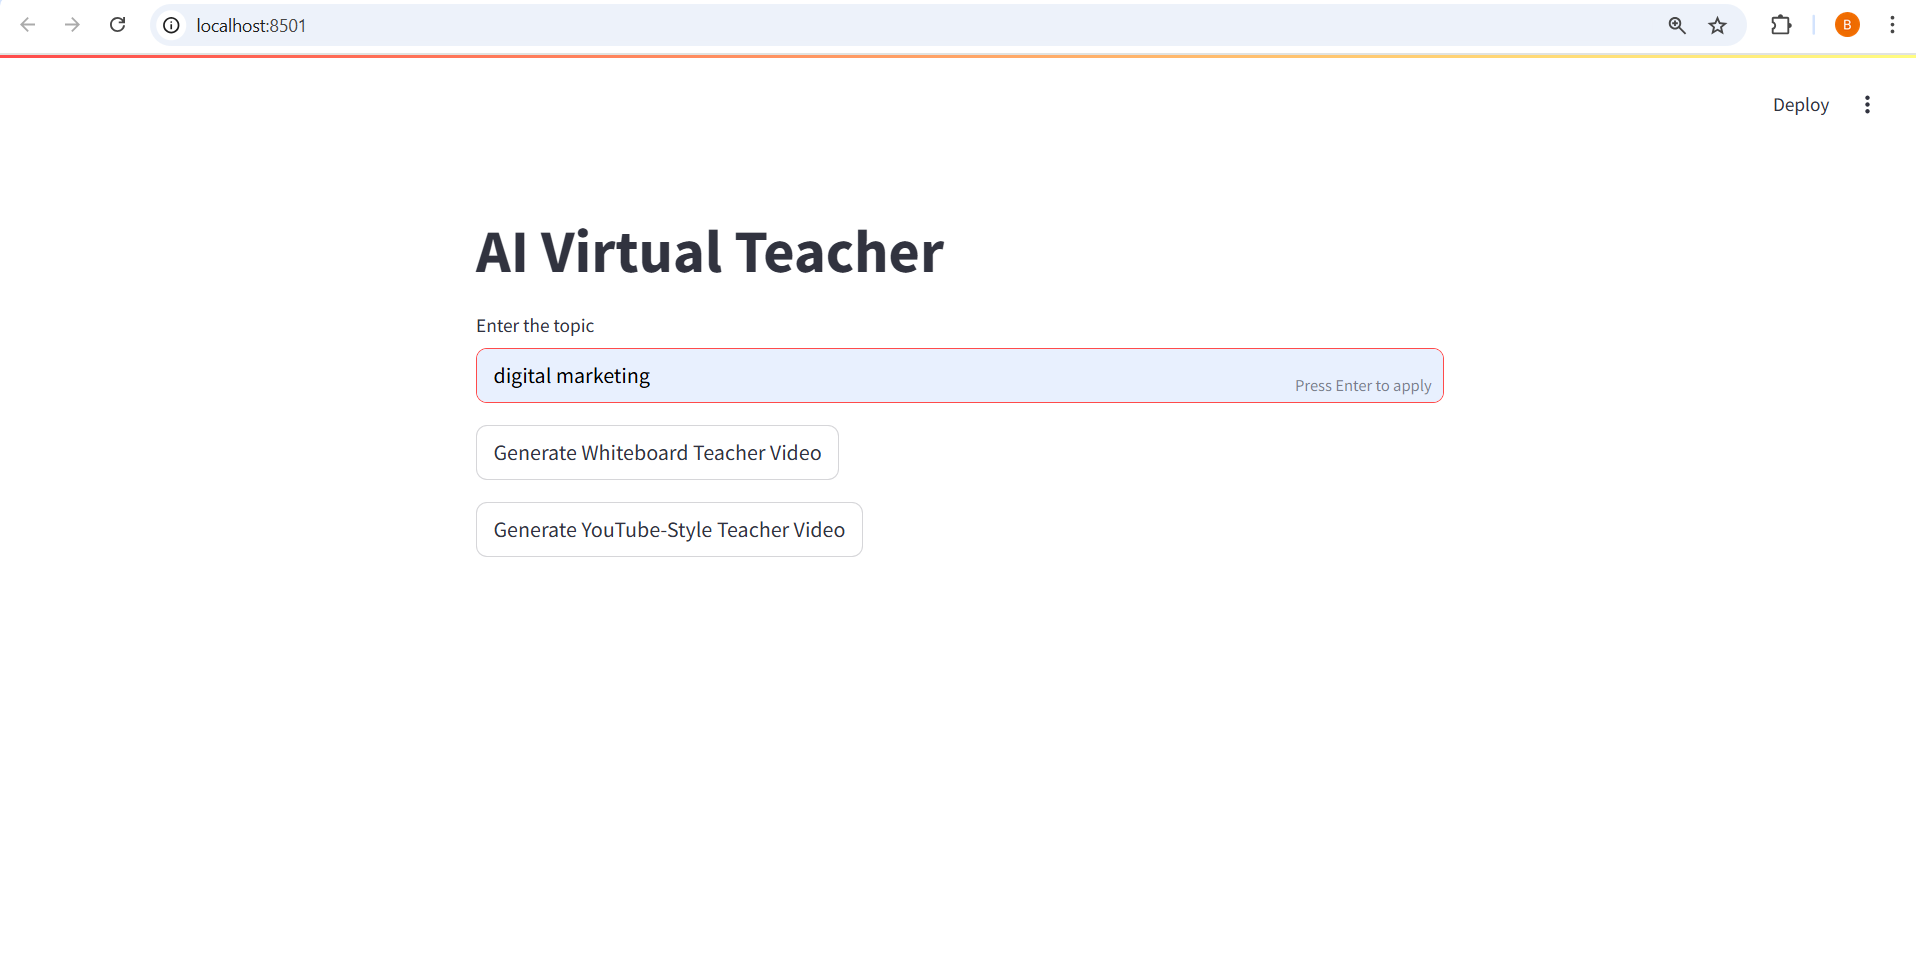 localhost:8501
B
Deploy
AI Virtual Teacher
Enter the topic
digital marketing
Press Enter to apply
Generate Whiteboard Teacher Video
Generate YouTube-Style Teacher Video